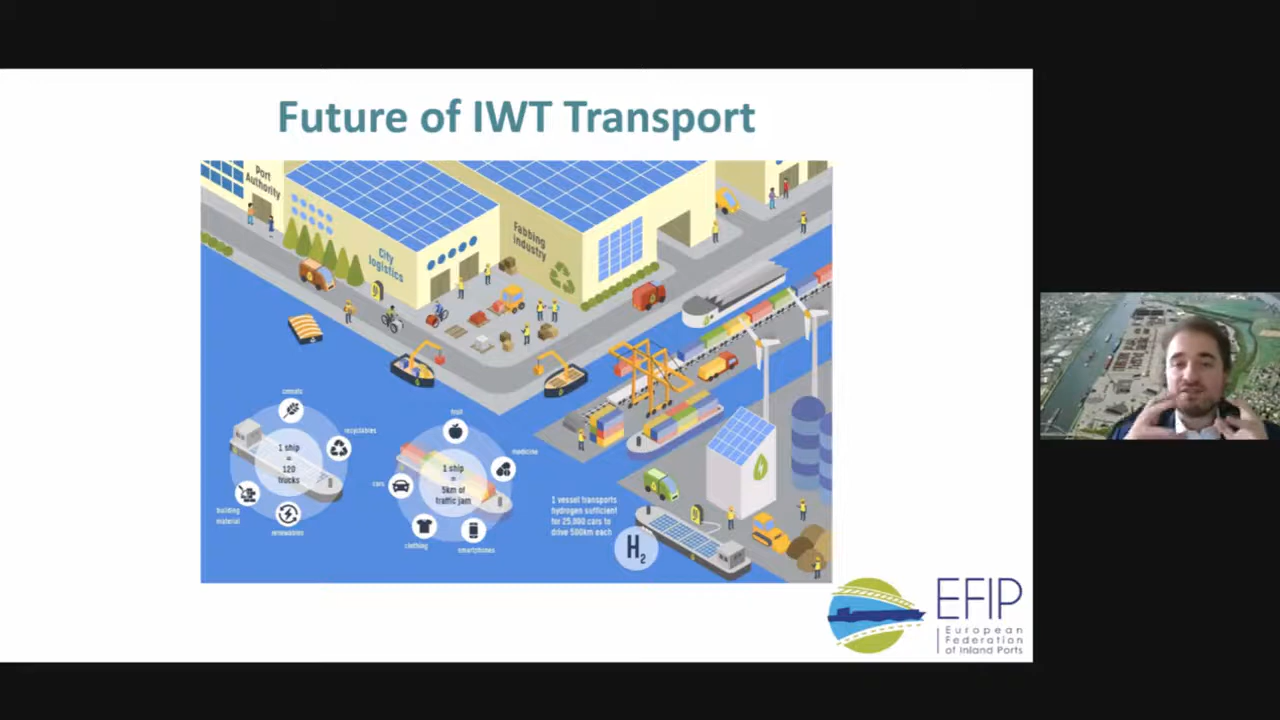 Future of IWT Transport
Port
Authority
City
logistics
Fabbing
industry
cereals
recyclables
1 ship
=
120
trucks
building
material
renewables
fruit
medicine
cars
1 ship
=
5km of
traffic jam
clothing
smartphones
1 vessel transports
hydrogen sufficient
for 25,000 cars to
drive 500km each
H2
EFIP
European
Federation
of Inland Ports